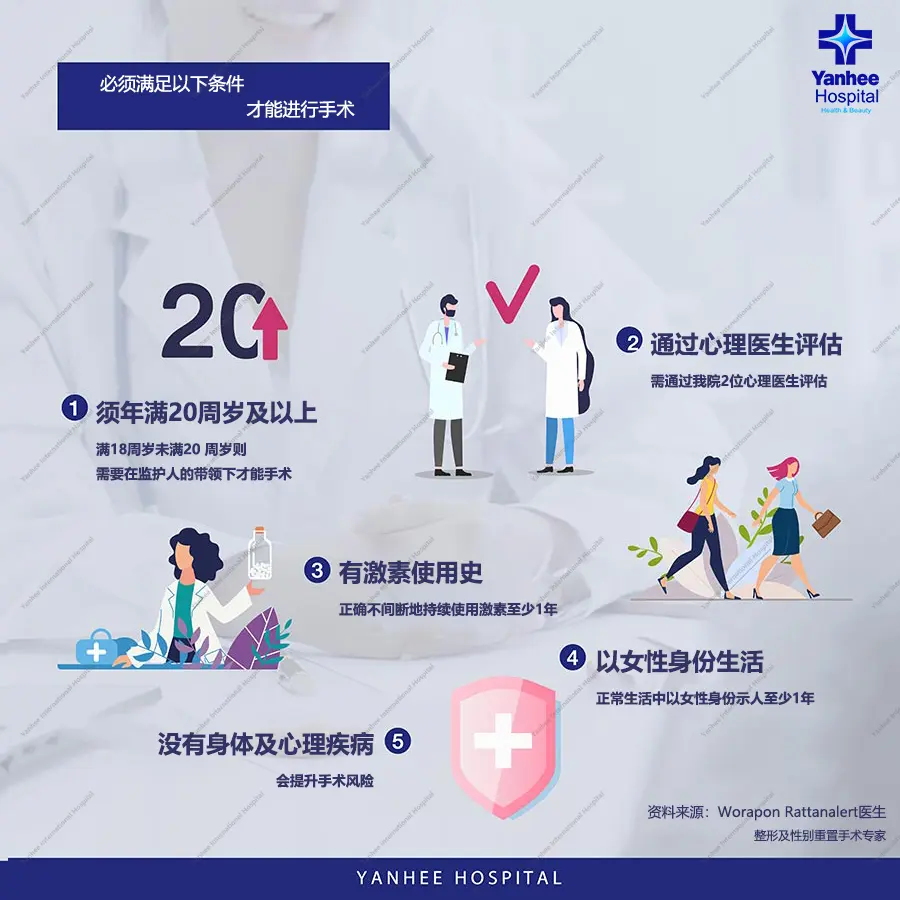 Yanhee
Hospital
Health & Beauty
必须满足以下条件
才能进行手术
20
1 须年满20周岁及以上
满18周岁未满20 周岁则
需要在监护人的带领下才能手术
2 通过心理医生评估
需通过我院2位心理医生评估
3 有激素使用史
正确不间断地持续使用激素至少1年
4 以女性身份生活
正常生活中以女性身份示人至少1年
没有身体及心理疾病 5
会提升手术风险
资料来源：Worapon Rattanalert医生
整形及性别重置手术专家
YANHEE HOSPITAL
Yanhee International Hospital